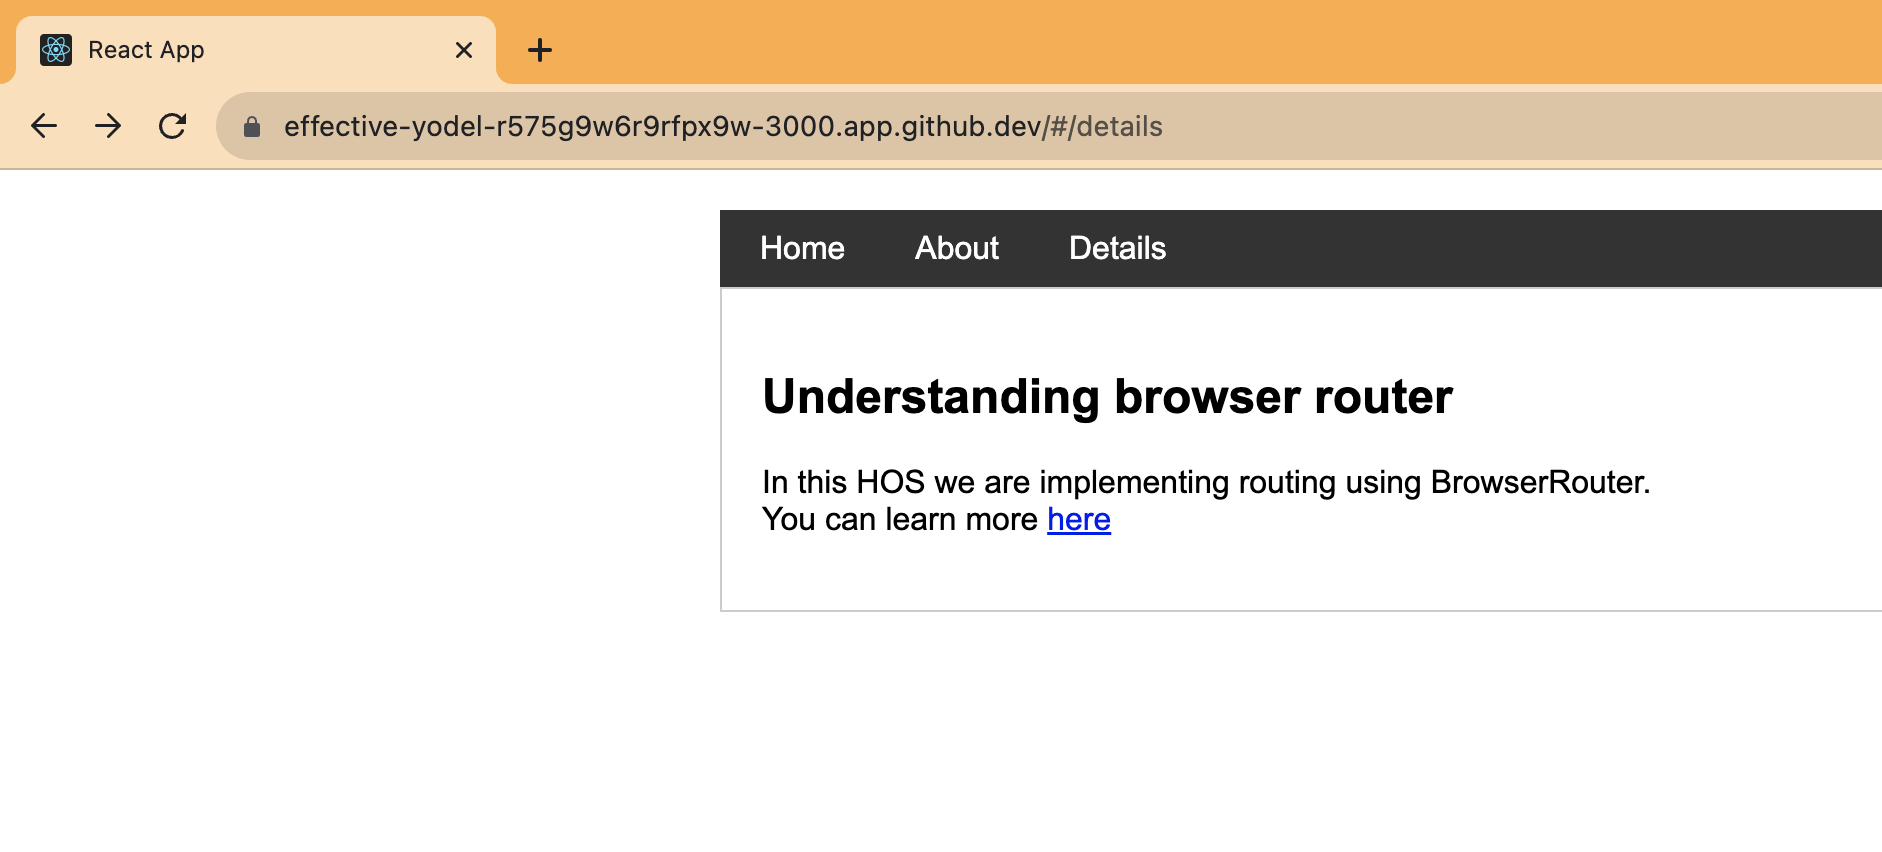 React App
effective-yodel-r575g9w6r9rfpx9w-3000.app.github.dev/#/details
Home About Details
Understanding browser router
In this HOS we are implementing routing using BrowserRouter.
You can learn more here